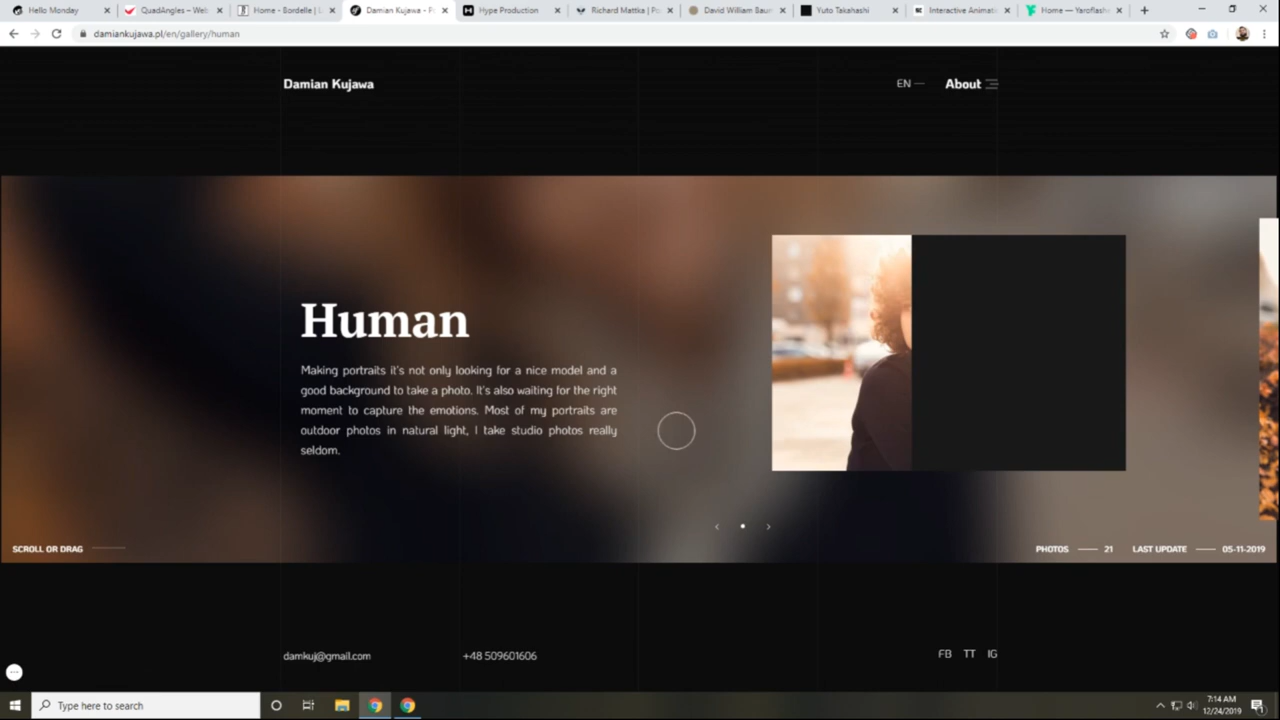 Hello Monday
QuadAngles – Wel
Home - Bordelle | L
Damian Kujawa - P
Hype Production
Richard Mattka | Po
David William Baum
Yuto Takahashi
Interactive Animati
Home — Yaroflash
damiankujawa.pl/en/gallery/human
Damian Kujawa
EN
About
Human
Making portraits it's not only looking for a nice model and a
good background to take a photo. It's also waiting for the right
moment to capture the emotions. Most of my portraits are
outdoor photos in natural light, I take studio photos really
seldom.
SCROLL OR DRAG
PHOTOS — 21 LAST UPDATE — 05-11-2019
damkuj@gmail.com
+48 509601606
FB TT IG
Type here to search
7:14 AM
12/24/2019